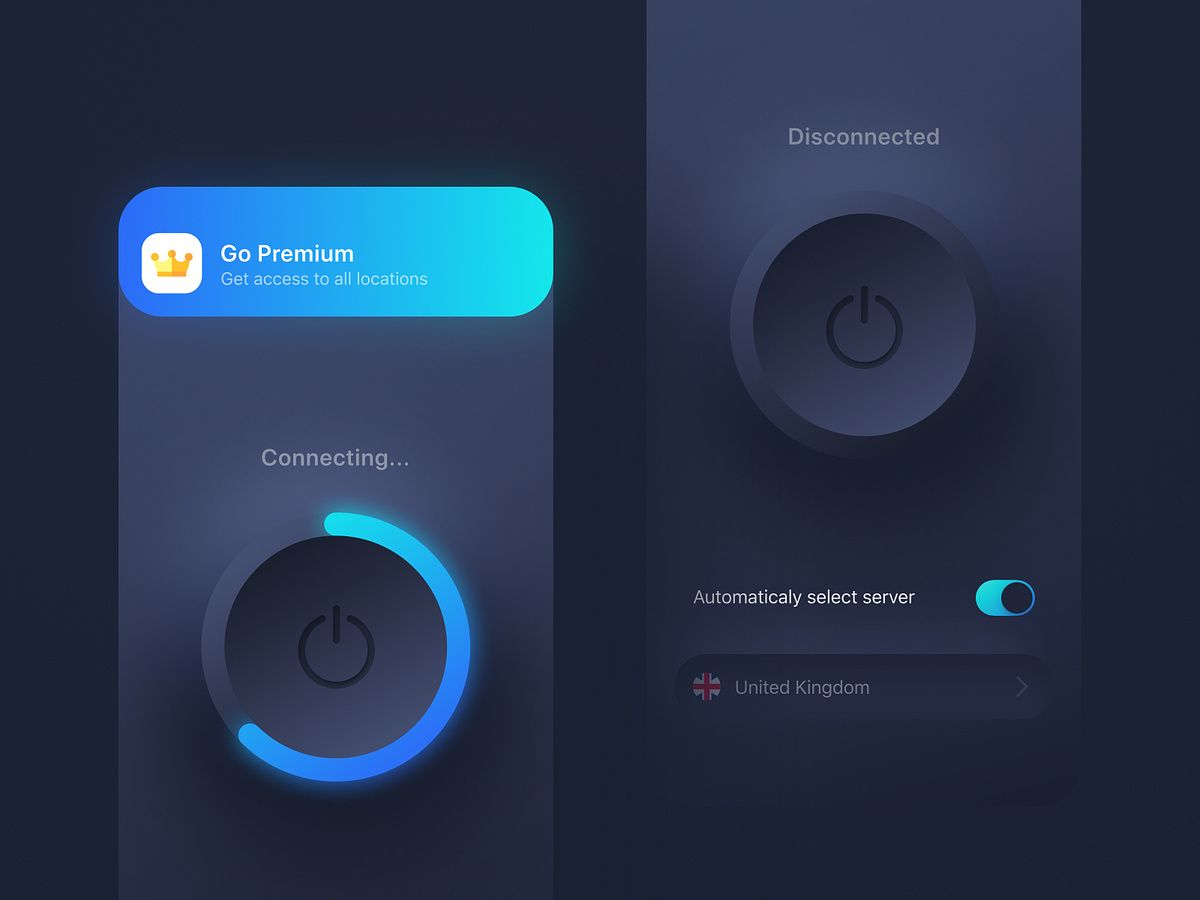 Go Premium
Get access to all locations
Connecting...
Disconnected
Automaticaly select server
United Kingdom